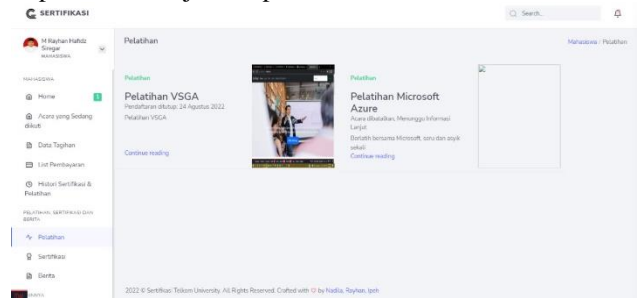 SERTIFIKASI
Search...
M Rayhan Hafidz
Siregar
MAHASISWA
Pelatihan
Mahasiswa / Pelatihan
MAHASISWA
Home
Acara yang Sedang
diikuti
Data Tagihan
List Pembayaran
Histori Sertifikasi &
Pelatihan
PELATIHAN, SERTIFIKASI DAN
BERITA
Pelatihan
Sertifikasi
Berita
Pelatihan
Pelatihan VSGA
Pendaftaran ditutup: 24 Agustus 2022
Pelatihan VSGA
Continue reading
Pelatihan
Pelatihan Microsoft
Azure
Acara dibatalkan, Menunggu Informasi
Lanjut
Berlatih bersama Microsoft, seru dan asyik
sekali
Continue reading
2022 © Sertifikasi Telkom University. All Rights Reserved. Crafted with by Nadila, Rayhan, Ipeh